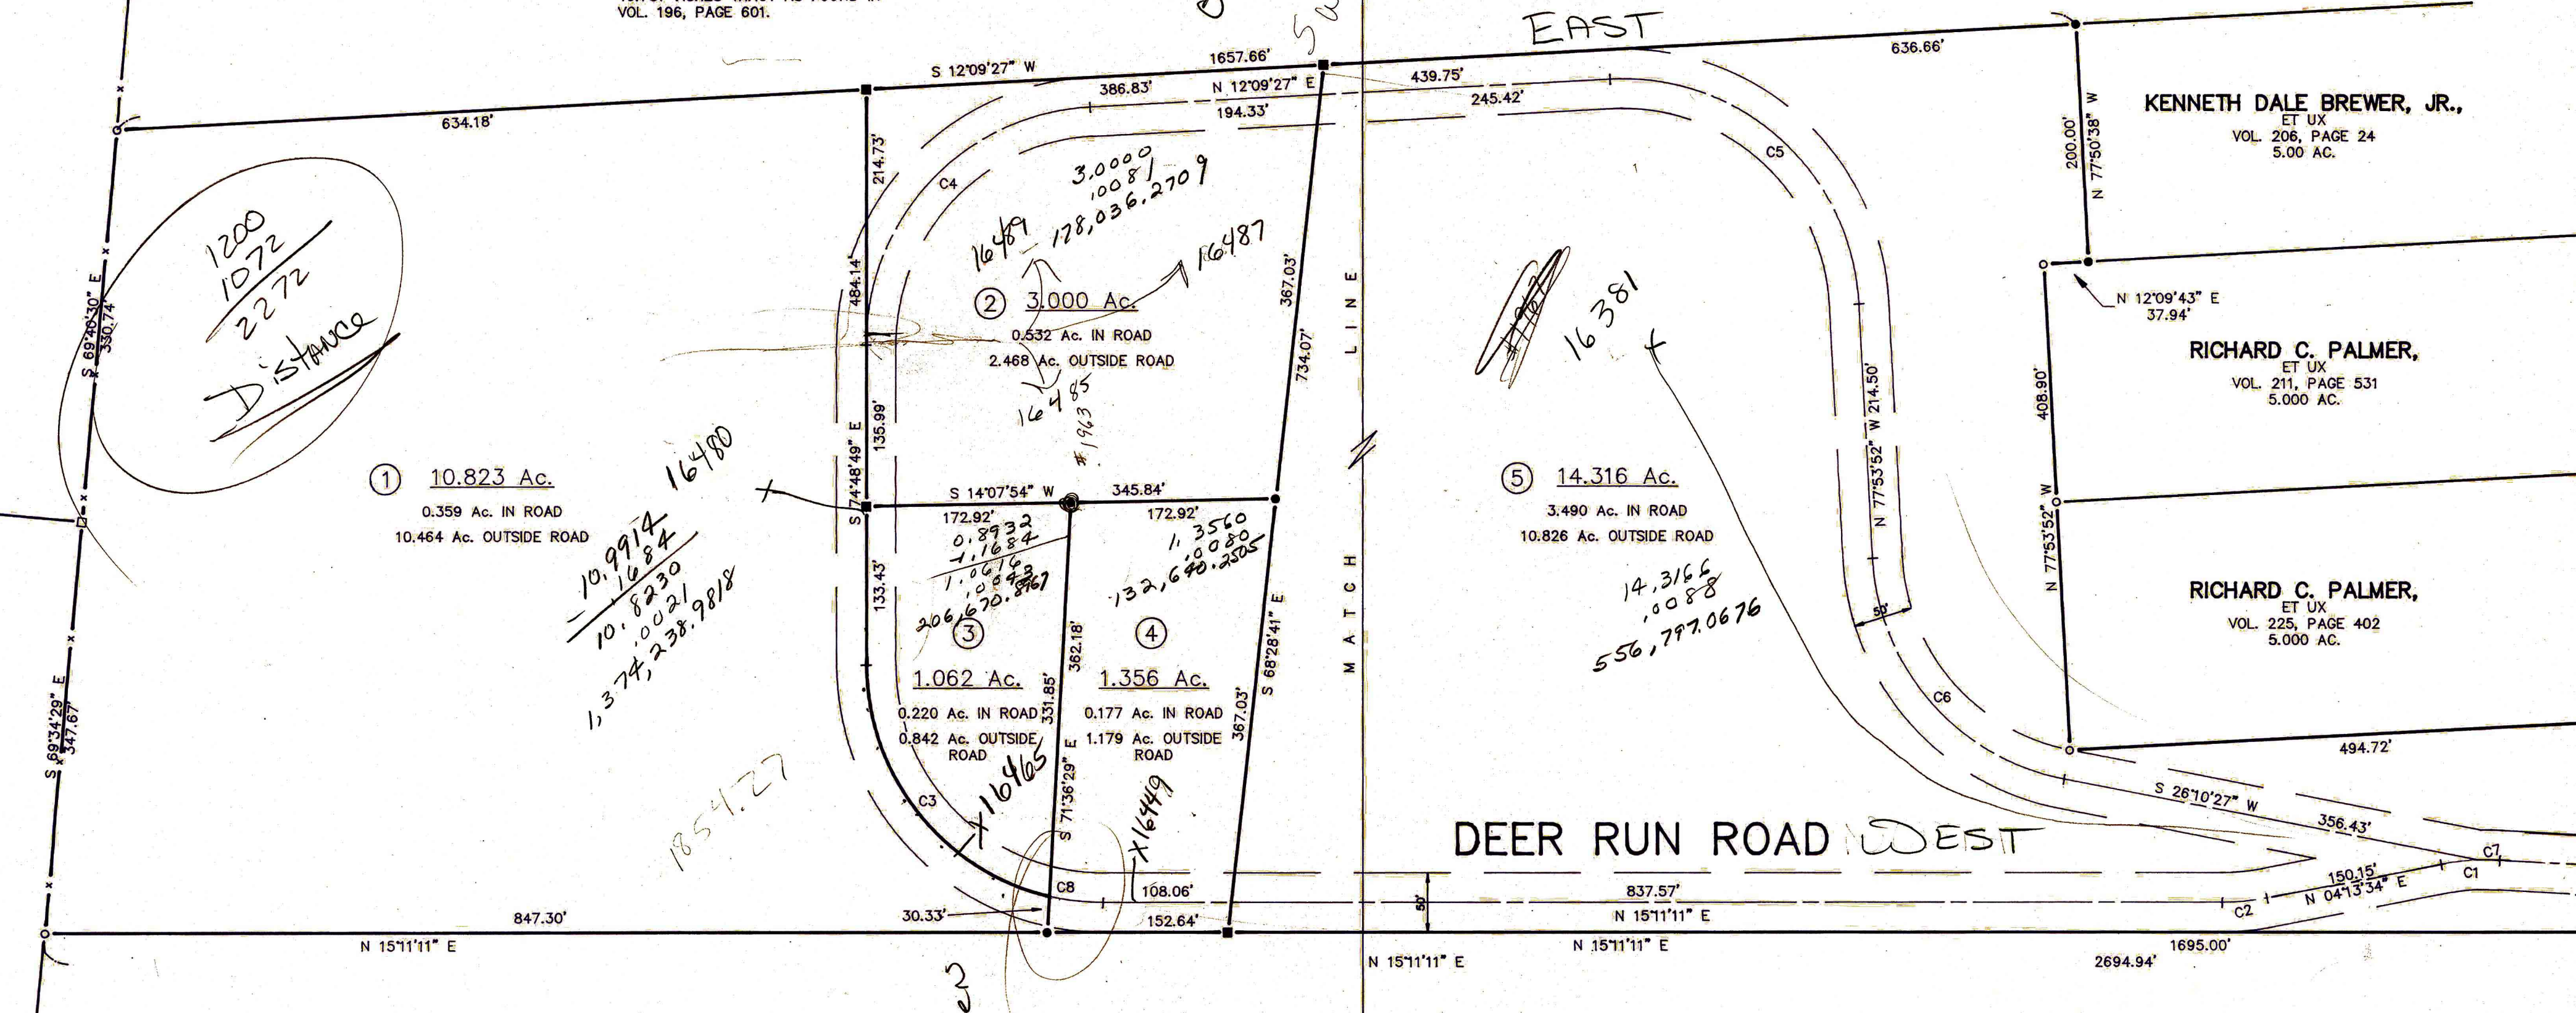 VOL. 196, PAGE 601.
EAST
S 12°09'27" W
1657.66'
636.66'
634.18'
386.83'
N 12°09'27" E
194.33'
439.75'
245.42'
KENNETH DALE BREWER, JR.,
ET UX
VOL. 206, PAGE 24
5.00 AC.
200.00'
N 77°50'38" W
C4
C5
214.73'
484.14'
3.0000
.0081
128,036.2709
16489
16487
1200
1072
2272
Distance
S 69°40'30" E
330.74'
2
3.000 Ac.
0.532 Ac. IN ROAD
2.468 Ac. OUTSIDE ROAD
16485
#1963
367.03'
734.07'
MATCH LINE
16381
N 12°09'43" E
37.94'
RICHARD C. PALMER,
ET UX
VOL. 211, PAGE 531
5.000 AC.
408.90'
N 77°53'52" W 214.50'
1
10.823 Ac.
0.359 Ac. IN ROAD
10.464 Ac. OUTSIDE ROAD
16480
S 74°48'49" E
135.99'
133.43'
S 14°07'54" W
345.84'
172.92'
172.92'
5
14.316 Ac.
3.490 Ac. IN ROAD
10.826 Ac. OUTSIDE ROAD
14.3166
.0088
556,797.0676
10.9914
- .1684
10.8230
.0021
1,374,238.9818
0.8932
+.1684
1.0616
.0043
1.3560
.0080
132,640.2505
N 77°53'52" W
RICHARD C. PALMER,
ET UX
VOL. 225, PAGE 402
5.000 AC.
50'
3
1.062 Ac.
0.220 Ac. IN ROAD
0.842 Ac. OUTSIDE
ROAD
362.18'
331.85'
S 71°36'29" E
4
1.356 Ac.
0.177 Ac. IN ROAD
1.179 Ac. OUTSIDE
ROAD
S 68°28'41" E
367.03'
S 69°34'29" E
347.67'
1854.27
C3
X16465
X16449
C6
494.72'
S 26°10'27" W
356.43'
DEER RUN ROAD WEST
C8
108.06'
50'
837.57'
N 15°11'11" E
C2
150.15'
N 04°13'34" E
C1
C7
847.30'
N 15°11'11" E
30.33'
152.64'
N 15°11'11" E
N 15°11'11" E
1695.00'
2694.94'
3